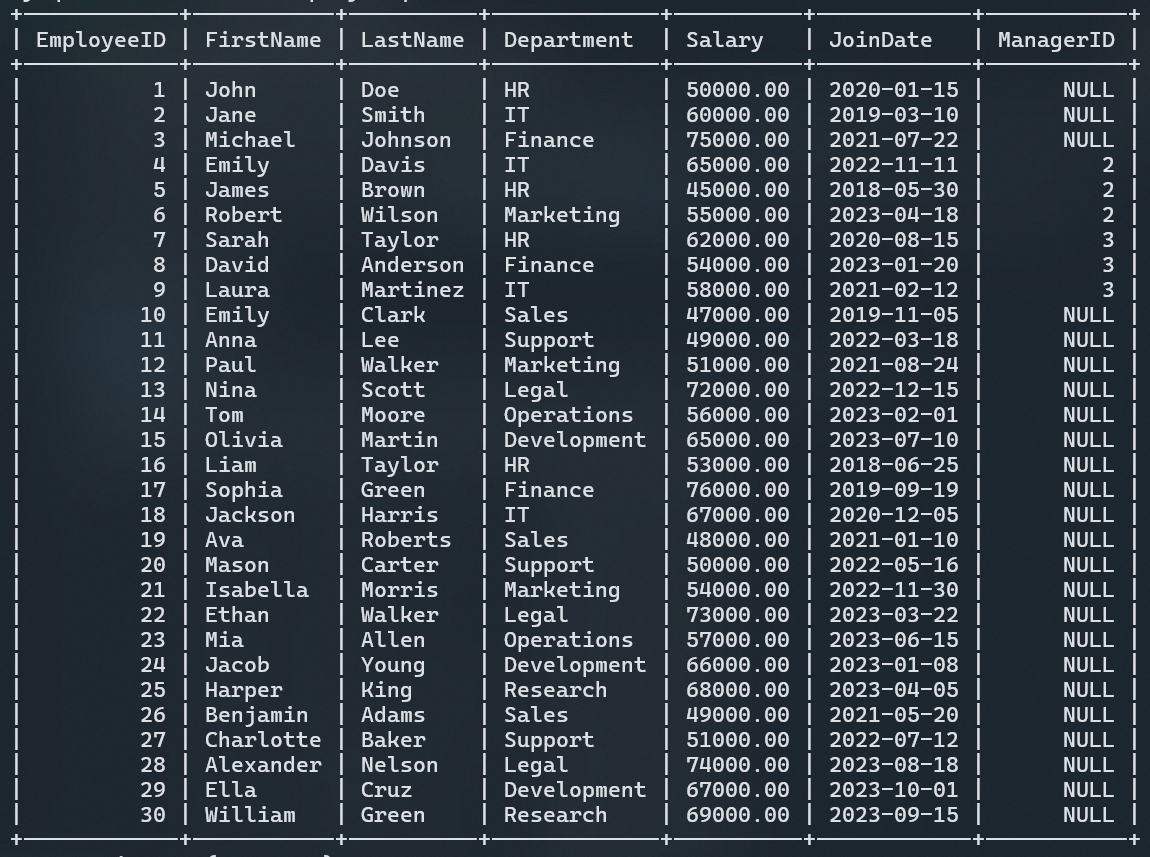 | EmployeeID | FirstName | LastName | Department | Salary | JoinDate | ManagerID |
| 1 | John | Doe | HR | 50000.00 | 2020-01-15 | NULL |
| 2 | Jane | Smith | IT | 60000.00 | 2019-03-10 | NULL |
| 3 | Michael | Johnson | Finance | 75000.00 | 2021-07-22 | NULL |
| 4 | Emily | Davis | IT | 65000.00 | 2022-11-11 | 2 |
| 5 | James | Brown | HR | 45000.00 | 2018-05-30 | 2 |
| 6 | Robert | Wilson | Marketing | 55000.00 | 2023-04-18 | 2 |
| 7 | Sarah | Taylor | HR | 62000.00 | 2020-08-15 | 3 |
| 8 | David | Anderson | Finance | 54000.00 | 2023-01-20 | 3 |
| 9 | Laura | Martinez | IT | 58000.00 | 2021-02-12 | 3 |
| 10 | Emily | Clark | Sales | 47000.00 | 2019-11-05 | NULL |
| 11 | Anna | Lee | Support | 49000.00 | 2022-03-18 | NULL |
| 12 | Paul | Walker | Marketing | 51000.00 | 2021-08-24 | NULL |
| 13 | Nina | Scott | Legal | 72000.00 | 2022-12-15 | NULL |
| 14 | Tom | Moore | Operations | 56000.00 | 2023-02-01 | NULL |
| 15 | Olivia | Martin | Development | 65000.00 | 2023-07-10 | NULL |
| 16 | Liam | Taylor | HR | 53000.00 | 2018-06-25 | NULL |
| 17 | Sophia | Green | Finance | 76000.00 | 2019-09-19 | NULL |
| 18 | Jackson | Harris | IT | 67000.00 | 2020-12-05 | NULL |
| 19 | Ava | Roberts | Sales | 48000.00 | 2021-01-10 | NULL |
| 20 | Mason | Carter | Support | 50000.00 | 2022-05-16 | NULL |
| 21 | Isabella | Morris | Marketing | 54000.00 | 2022-11-30 | NULL |
| 22 | Ethan | Walker | Legal | 73000.00 | 2023-03-22 | NULL |
| 23 | Mia | Allen | Operations | 57000.00 | 2023-06-15 | NULL |
| 24 | Jacob | Young | Development | 66000.00 | 2023-01-08 | NULL |
| 25 | Harper | King | Research | 68000.00 | 2023-04-05 | NULL |
| 26 | Benjamin | Adams | Sales | 49000.00 | 2021-05-20 | NULL |
| 27 | Charlotte | Baker | Support | 51000.00 | 2022-07-12 | NULL |
| 28 | Alexander | Nelson | Legal | 74000.00 | 2023-08-18 | NULL |
| 29 | Ella | Cruz | Development | 67000.00 | 2023-10-01 | NULL |
| 30 | William | Green | Research | 69000.00 | 2023-09-15 | NULL |